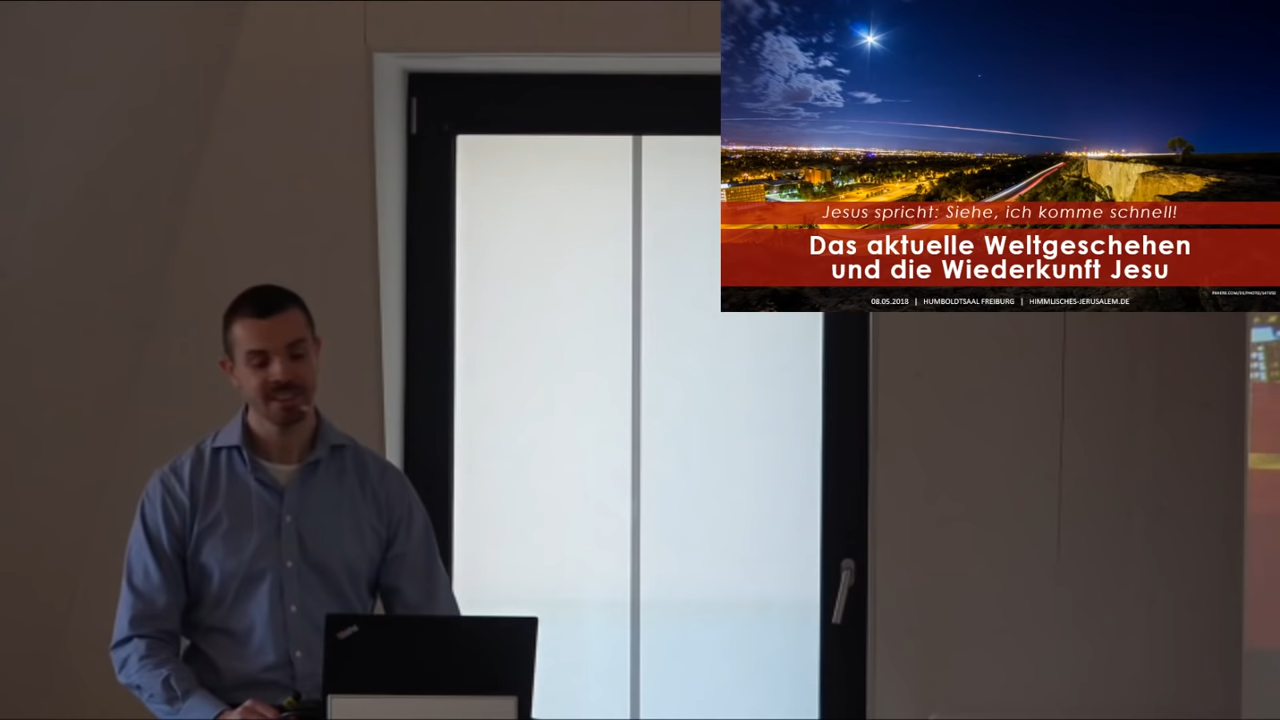 Jesus spricht: Siehe, ich komme schnell!
Das aktuelle Weltgeschehen
und die Wiederkunft Jesu
08.05.2018 | HUMBOLDTSAAL FREIBURG | HIMMLISCHES-JERUSALEM.DE
ThinkPad